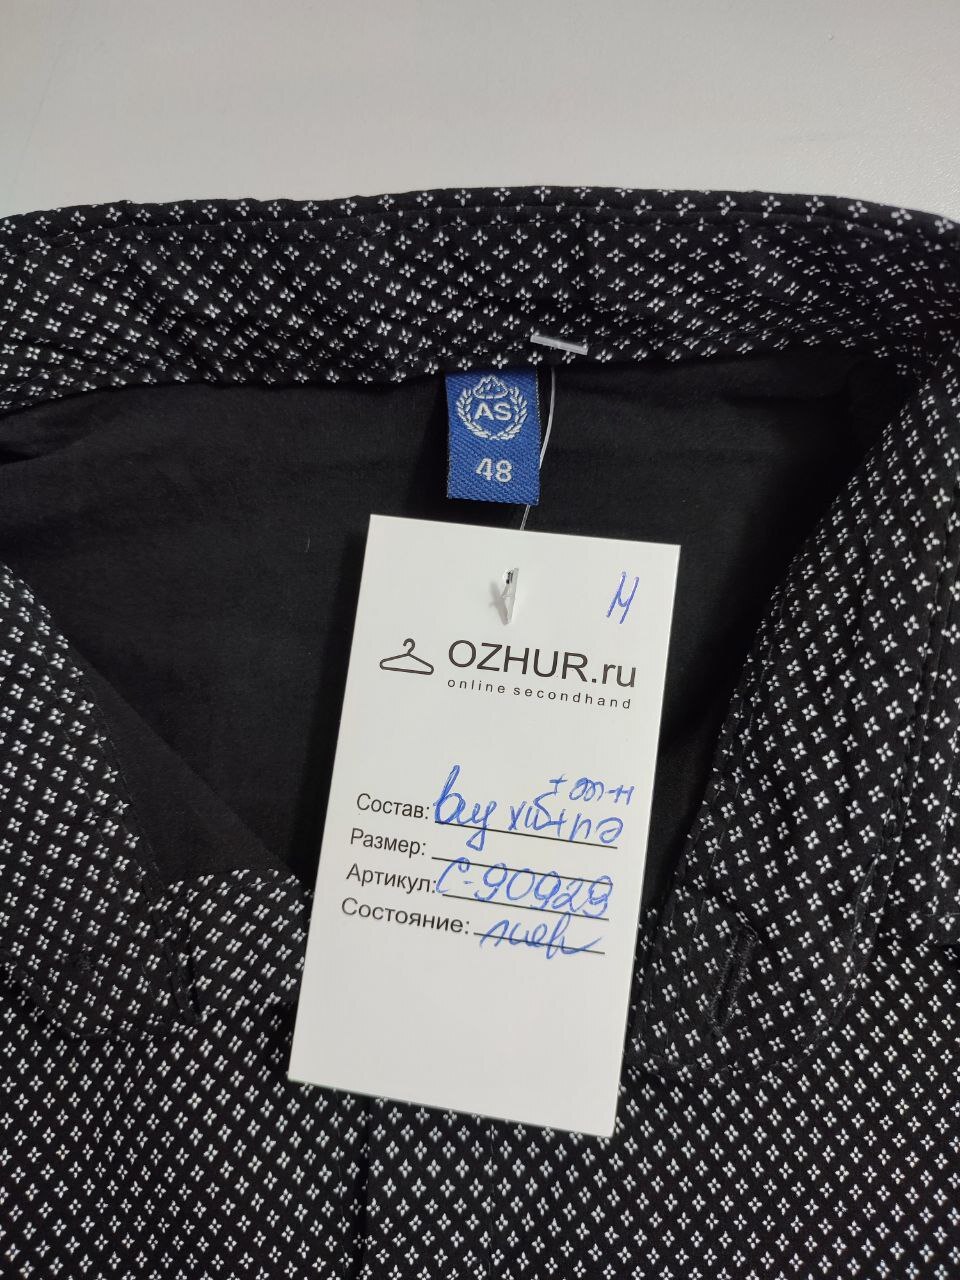 AS
48
М
OZHUR.ru
online secondhand
Состав:
Размер:
Артикул: С-90929
Состояние: